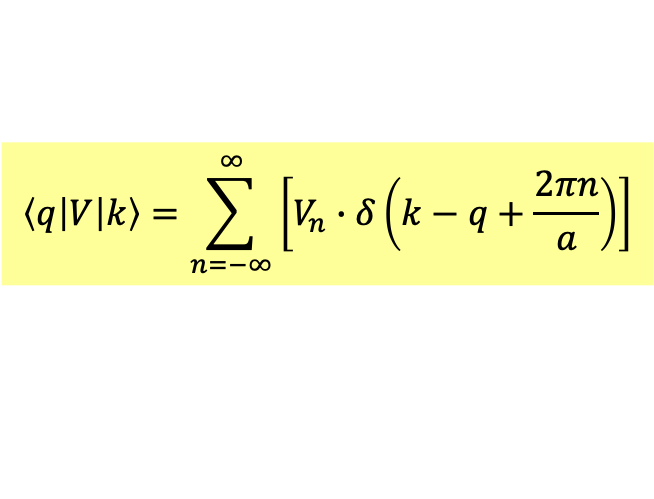 ⟨q|V|k⟩ = ∑_{n=−∞}^{∞} [V_n · δ(k − q + 2πn/a)]